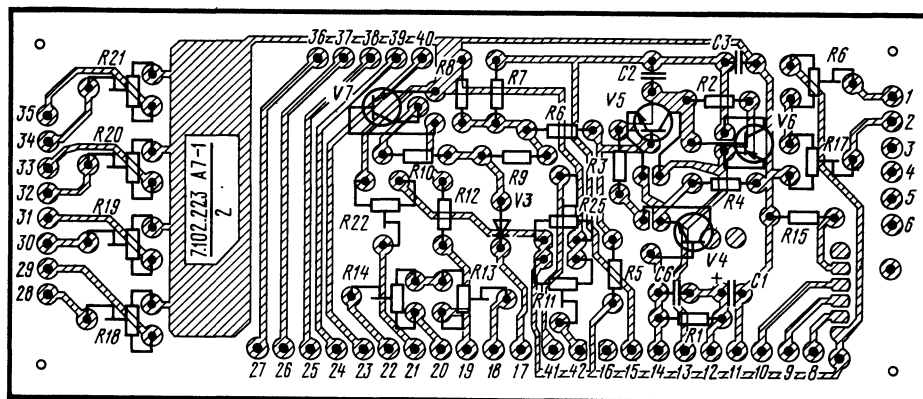 36 37 38 39 40
C3
R21
R8
R7
C2
R2
R6
V7
V5
V6
1
35
R6
2
34
R20
R17
33
3
R3
32
R10
R9
4
R19
R12
V3
R4
31
R22
R25
5
30
R15
6
29
V4
R14
R13
R5
C6
+
C1
28
R11
R18
R1
7.102.223 А7-1
2
27 26 25 24 23 22 21 20 19 18 17 41 42 16 15 14 13 12 11 10 9 8